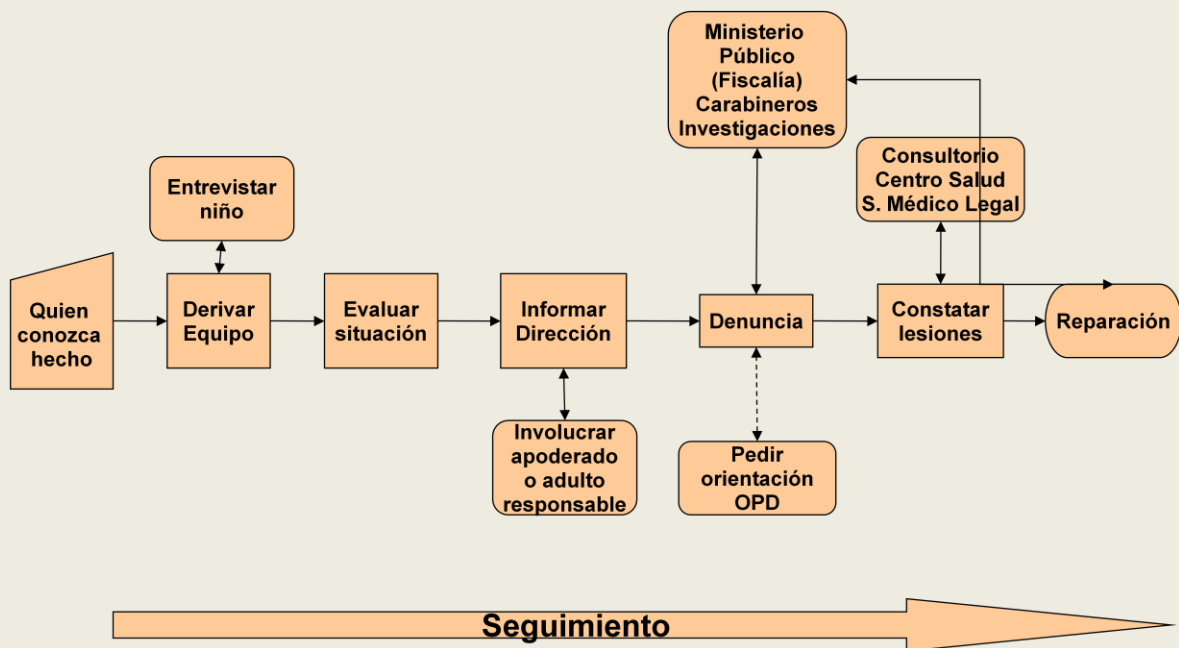 Ministerio
Público
(Fiscalía)
Carabineros
Investigaciones
Consultorio
Centro Salud
S. Médico Legal
Entrevistar
niño
Quien
conozca
hecho
Derivar
Equipo
Evaluar
situación
Informar
Dirección
Denuncia
Constatar
lesiones
Reparación
Involucrar
apoderado
o adulto
responsable
Pedir
orientación
OPD
Seguimiento